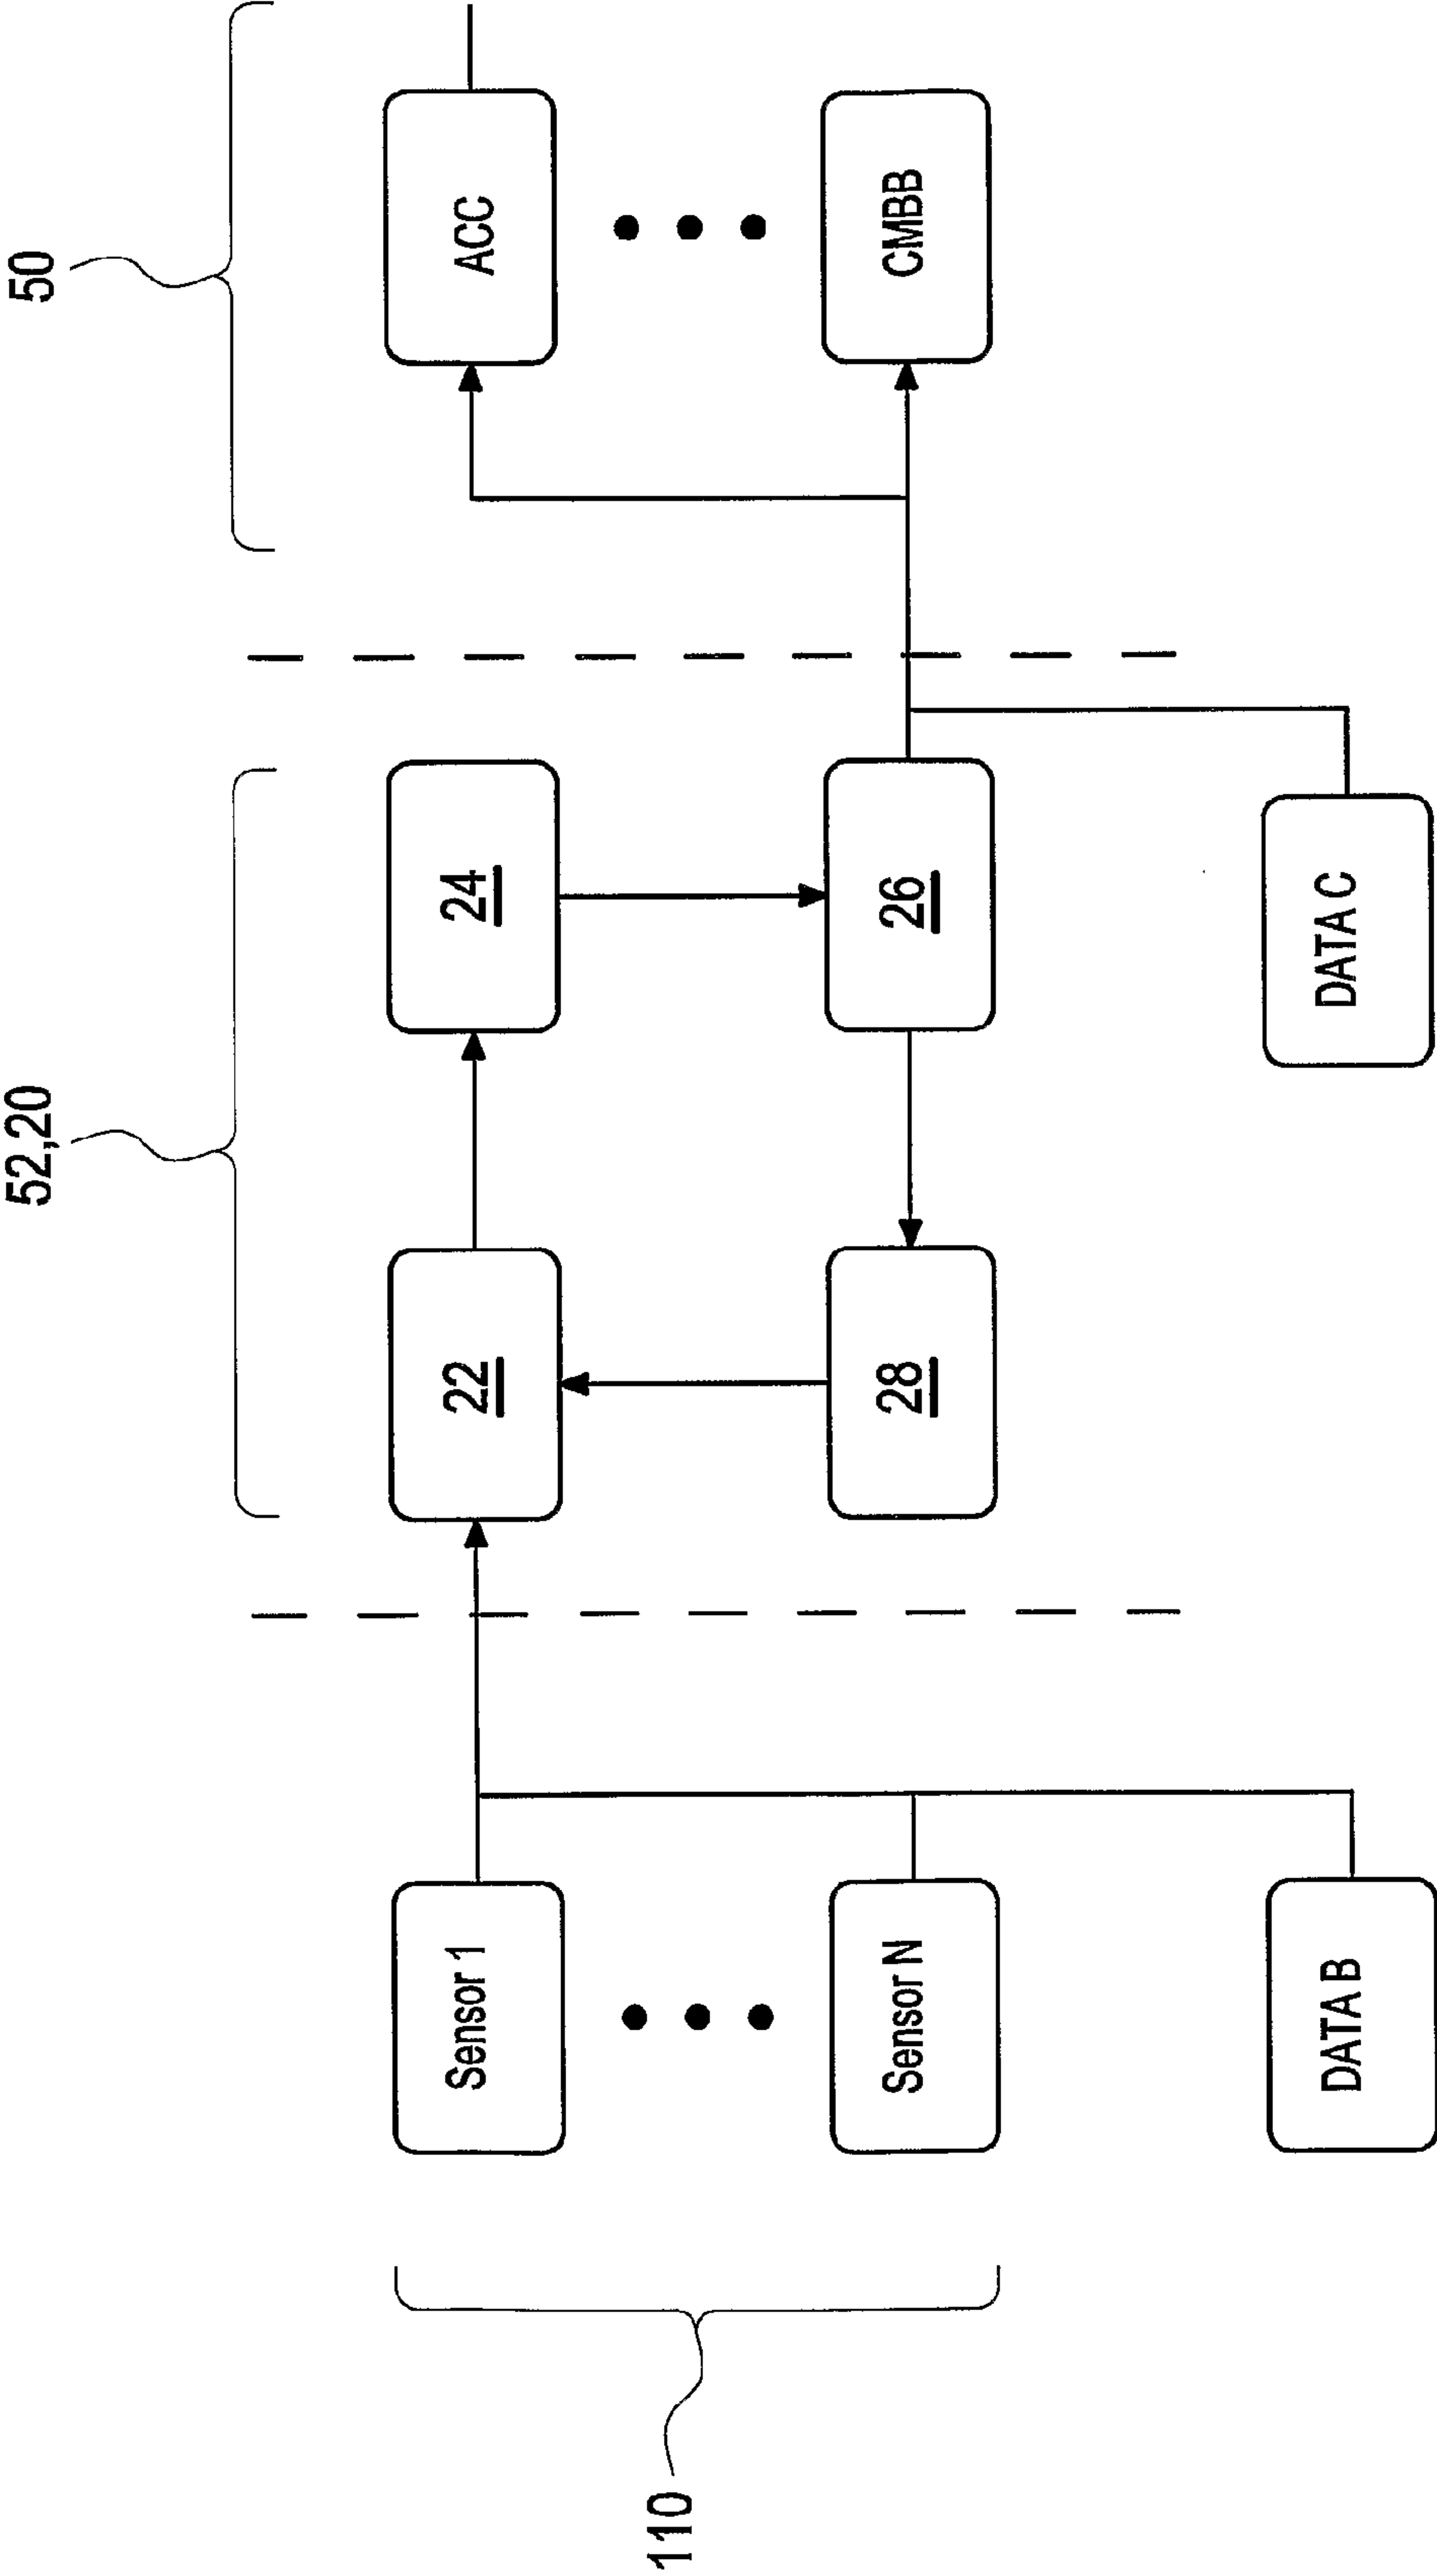 110
52,20
50
Sensor 1
22
24
ACC
Sensor N
28
26
CMBB
DATA B
DATA C